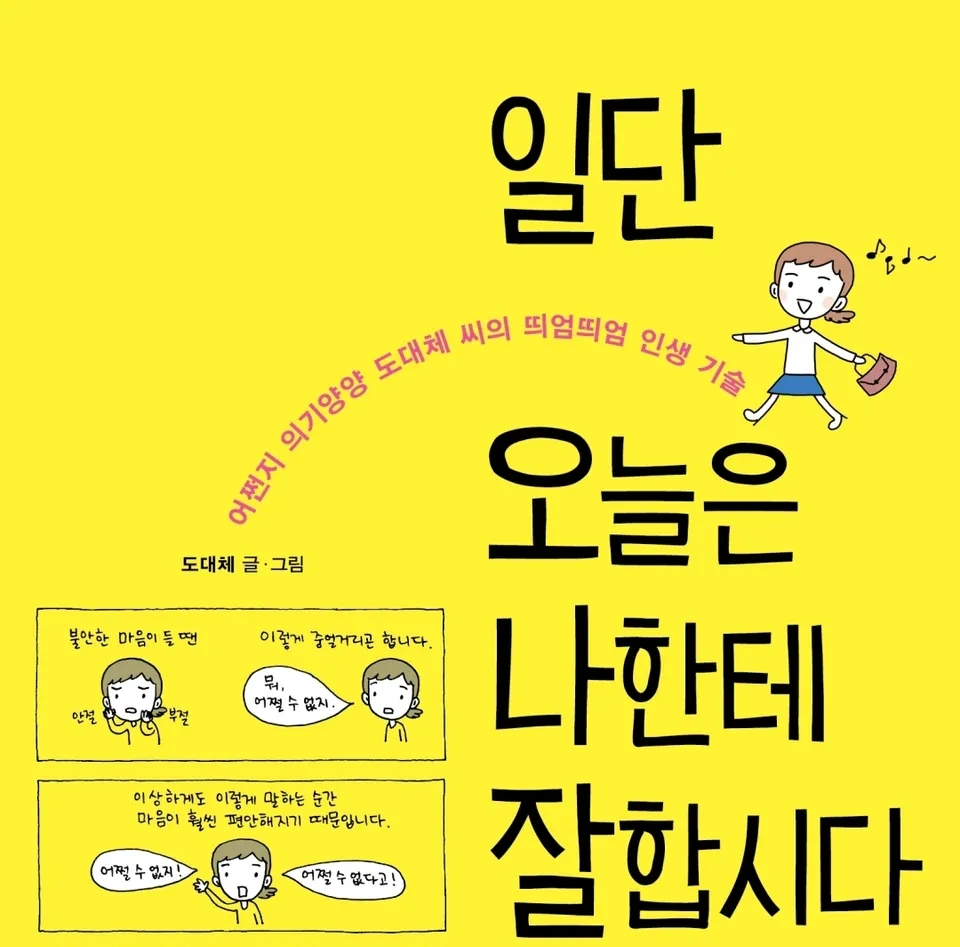 일단
어쩐지 의기양양 도대체 씨의 띄엄띄엄 인생 기술
오늘은
나한테
잘합시다
도대체 글·그림
불안한 마음이 들 땐
안절
부절
이렇게 중얼거리곤 합니다.
뭐,
어쩔 수 없지.
이상하게도 이렇게 말하는 순간
마음이 훨씬 편안해지기 때문입니다.
어쩔 수 없지!
어쩔 수 없다고!